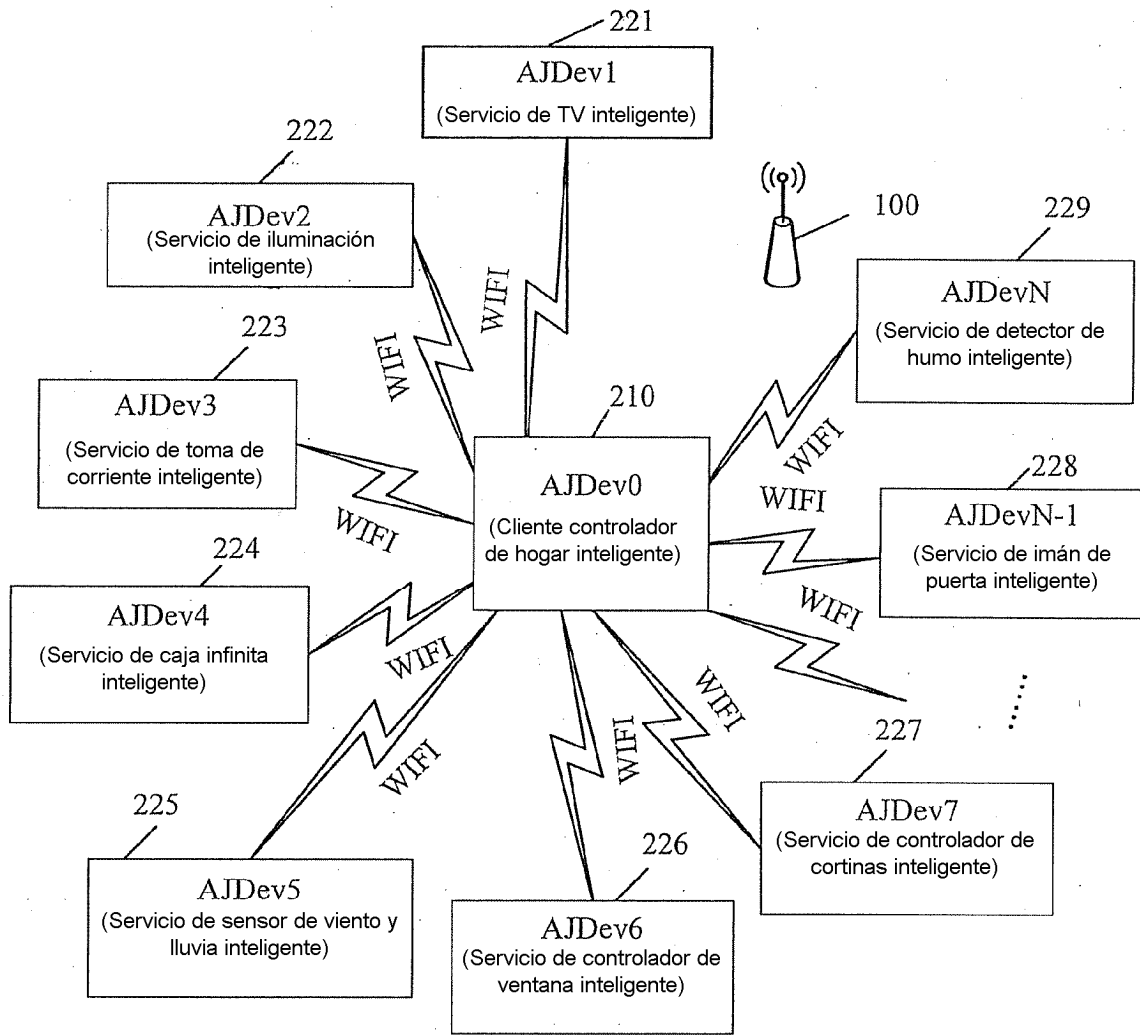 221
AJDev1
(Servicio de TV inteligente)
222
AJDev2
(Servicio de iluminación
inteligente)
100
229
AJDevN
(Servicio de detector de
humo inteligente)
WIFI
WIFI
223
AJDev3
(Servicio de toma de
corriente inteligente)
WIFI
210
AJDev0
(Cliente controlador
de hogar inteligente)
WIFI
WIFI
228
AJDevN-1
(Servicio de imán de
puerta inteligente)
224
AJDev4
(Servicio de caja infinita
inteligente)
WIFI
WIFI
WIFI
WIFI
WIFI
227
AJDev7
(Servicio de controlador de
cortinas inteligente)
225
AJDev5
(Servicio de sensor de viento y
lluvia inteligente)
226
AJDev6
(Servicio de controlador de
ventana inteligente)